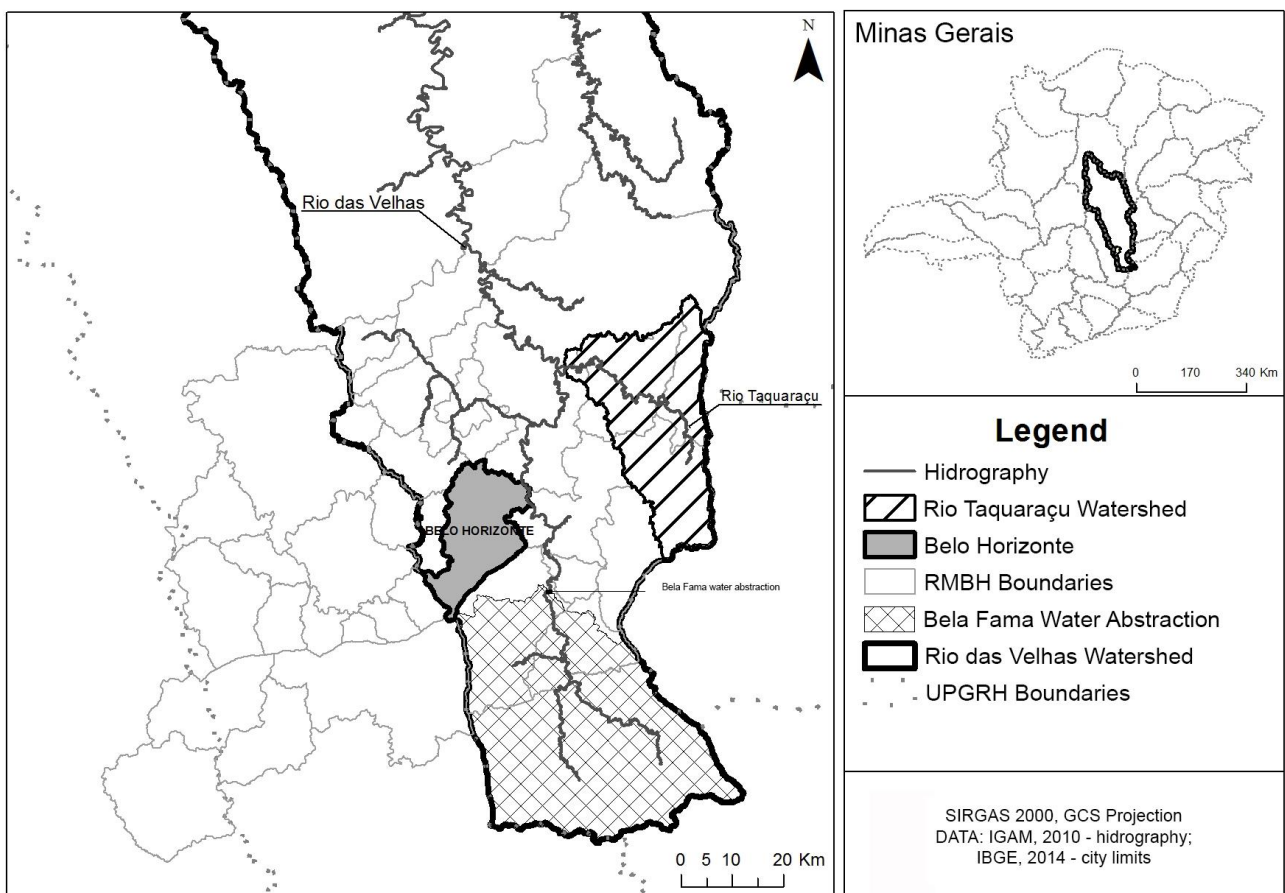 N
Rio das Velhas
Rio Taquaraçu
BELO HORIZONTE
Bela Fama water abstraction
0 5 10 20 Km
Minas Gerais
0 170 340 Km
Legend
Hidrography
Rio Taquaraçu Watershed
Belo Horizonte
RMBH Boundaries
Bela Fama Water Abstraction
Rio das Velhas Watershed
UPGRH Boundaries
SIRGAS 2000, GCS Projection
DATA: IGAM, 2010 - hidrography;
IBGE, 2014 - city limits